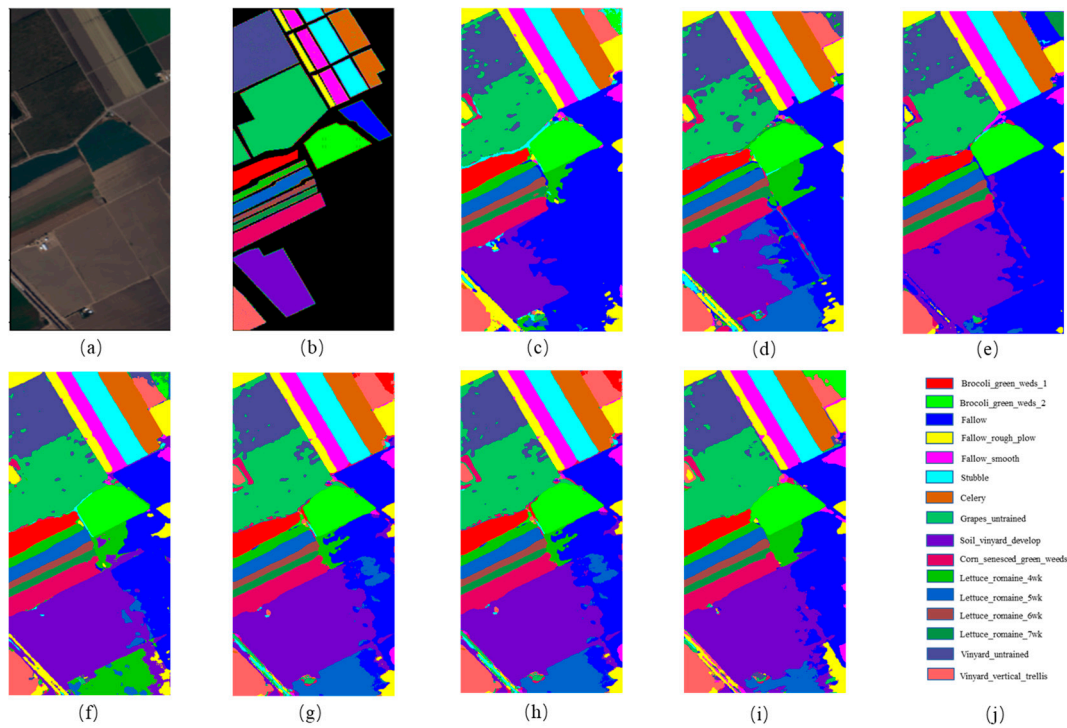 (a)
(b)
(c)
(d)
(e)
(f)
(g)
(h)
(i)
Brocoli_green_weds_1
Brocoli_green_weds_2
Fallow
Fallow_rough_plow
Fallow_smooth
Stubble
Celery
Grapes_untrained
Soil_vinyard_develop
Corn_senesced_green_weeds
Lettuce_romaine_4wk
Lettuce_romaine_5wk
Lettuce_romaine_6wk
Lettuce_romaine_7wk
Vinyard_untrained
Vinyard_vertical_trellis
(j)